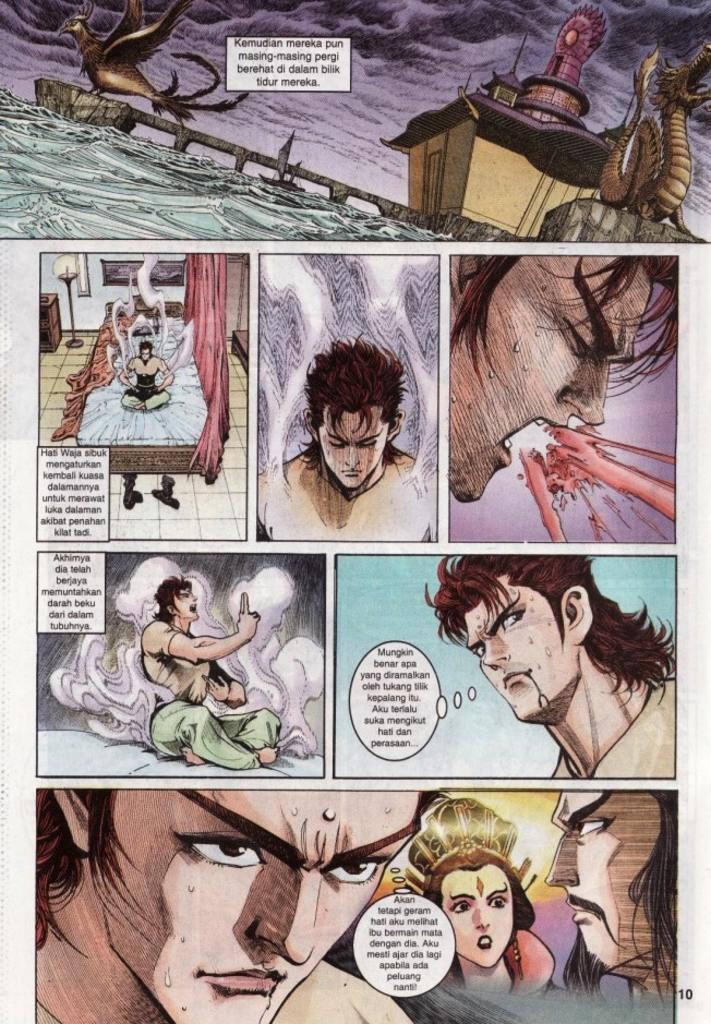 Kemudian mereka pun
masing-masing pergi
berehat di dalam bilik
tidur mereka.
Hati Waja sibuk
mengaturkan
kembali kuasa
dalamannya
untuk merawat
luka dalaman
akibat penahan
kilat tadi.
Akhirnya
dia telah
berjaya
memuntahkan
darah beku
dari dalam
tubuhnya.
Mungkin
benar apa
yang diramalkan
oleh tukang tilik
kepalang itu.
Aku terlalu
suka mengikut
hati dan
perasaan...
Akan
tetapi geram
hati aku melihat
ibu bermain mata
dengan dia. Aku
mesti ajar dia lagi
apabila ada
peluang
nanti!
10